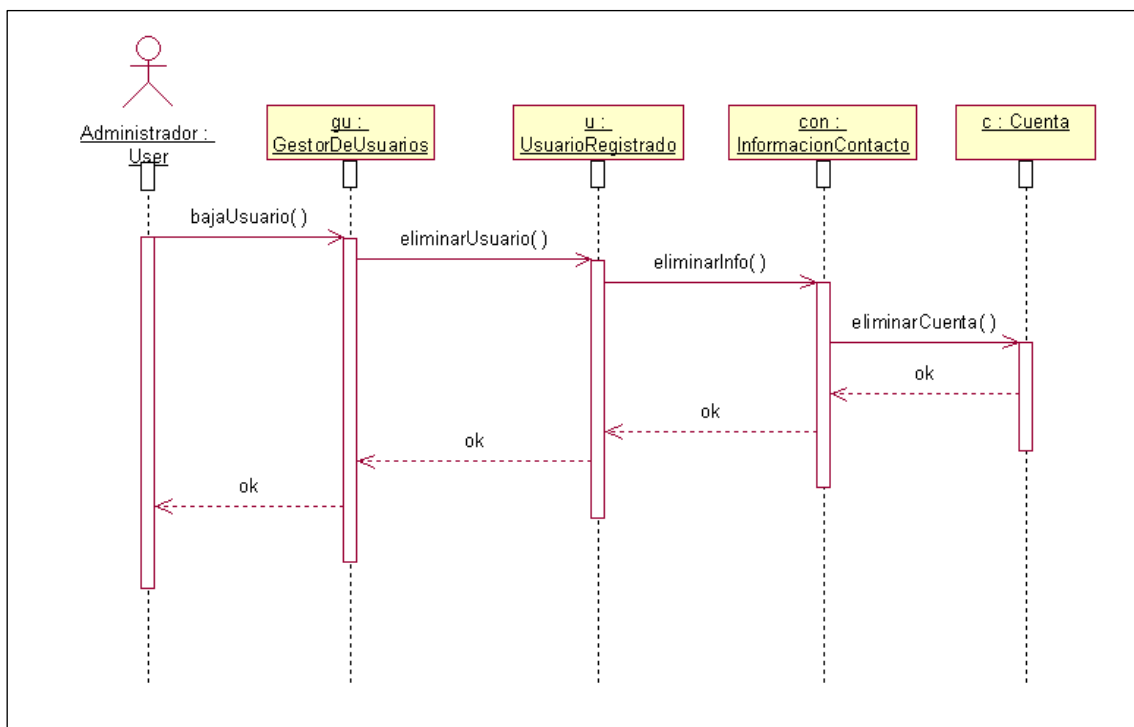 Administrador :
User
gu :
GestorDeUsuarios
u :
UsuarioRegistrado
con :
InformacionContacto
c : Cuenta
bajaUsuario( )
eliminarUsuario( )
eliminarInfo( )
eliminarCuenta( )
ok
ok
ok
ok